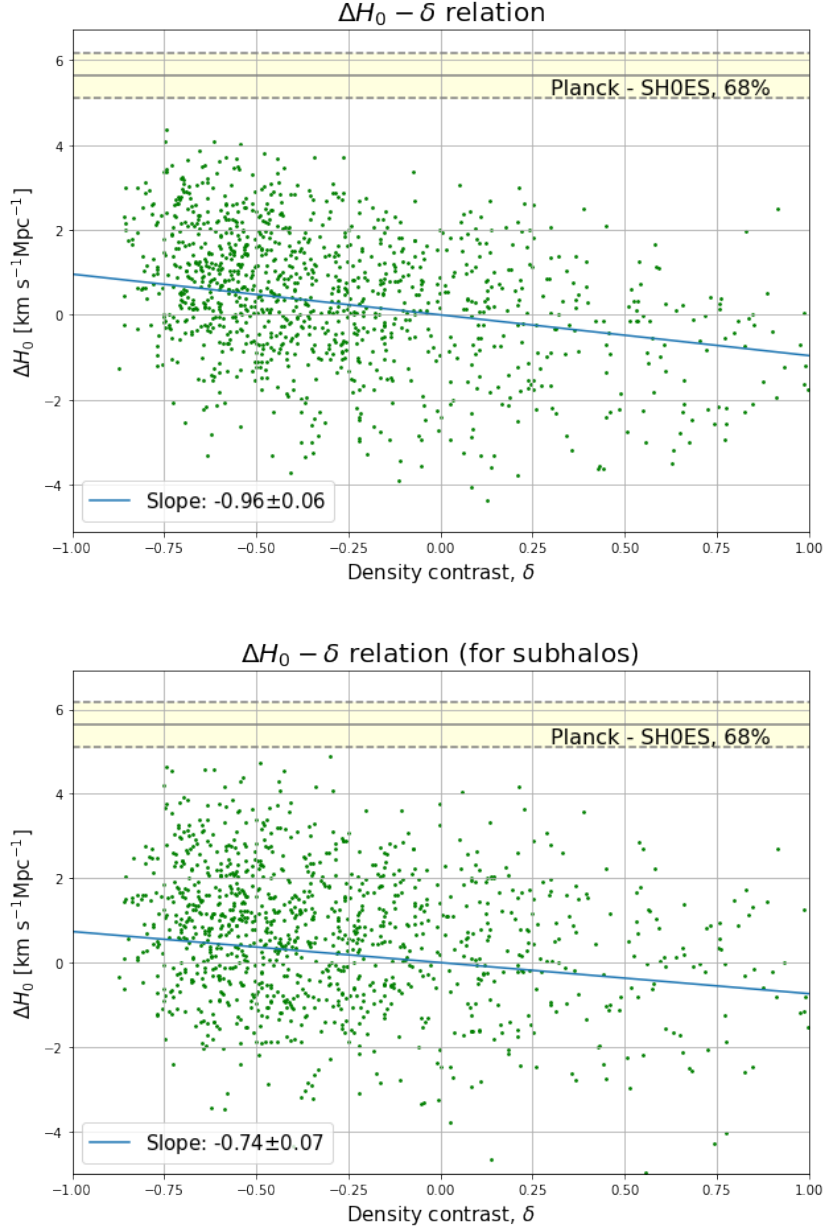 ΔH₀ − δ relation
6
4
2
0
−2
−4
ΔH₀ [km s⁻¹Mpc⁻¹]
Planck - SH0ES, 68%
Slope: -0.96±0.06
−1.00 −0.75 −0.50 −0.25 0.00 0.25 0.50 0.75 1.00
Density contrast, δ
ΔH₀ − δ relation (for subhalos)
6
4
2
0
−2
−4
ΔH₀ [km s⁻¹Mpc⁻¹]
Planck - SH0ES, 68%
Slope: -0.74±0.07
−1.00 −0.75 −0.50 −0.25 0.00 0.25 0.50 0.75 1.00
Density contrast, δ